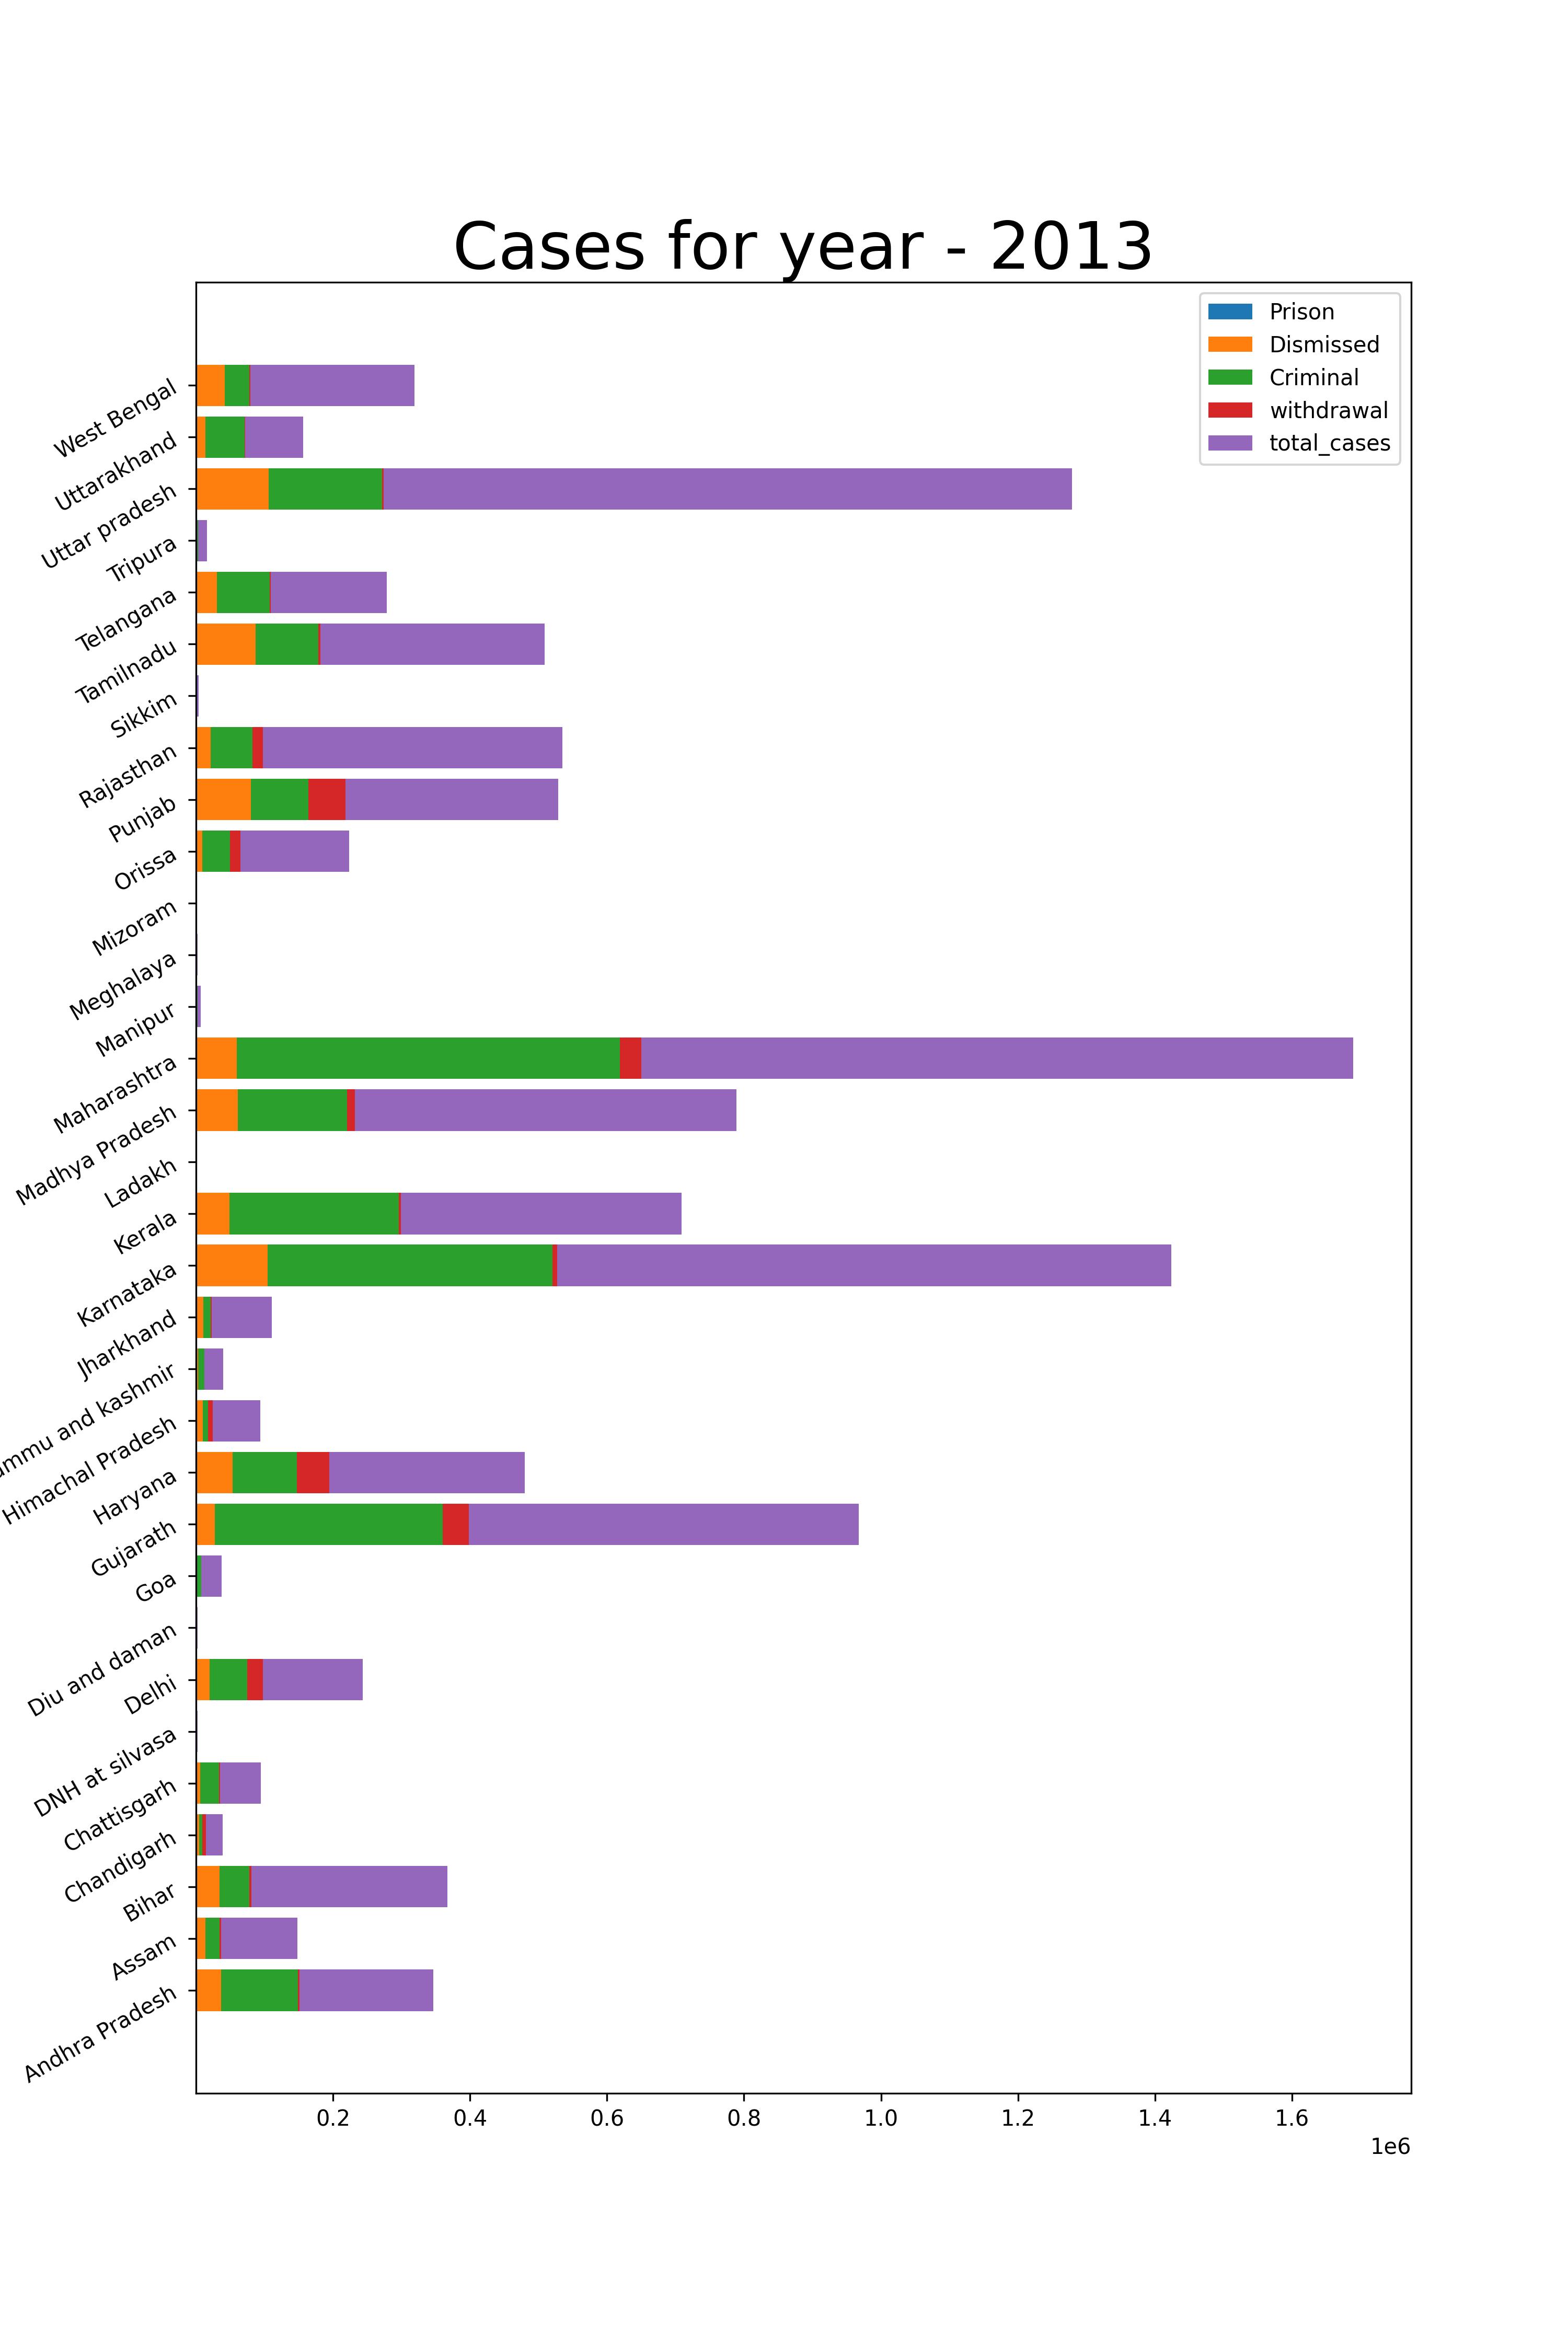 Cases for year - 2013
Prison
Dismissed
Criminal
withdrawal
total_cases
West Bengal
Uttarakhand
Uttar pradesh
Tripura
Telangana
Tamilnadu
Sikkim
Rajasthan
Punjab
Orissa
Mizoram
Meghalaya
Manipur
Maharashtra
Madhya Pradesh
Ladakh
Kerala
Karnataka
Jharkhand
and kashmir
Himachal Pradesh
Haryana
Gujarath
Goa
Diu and daman
Delhi
DNH at silvasa
Chattisgarh
Chandigarh
Bihar
Assam
Andhra Pradesh
0.2 0.4 0.6 0.8 1.0 1.2 1.4 1.6
1e6